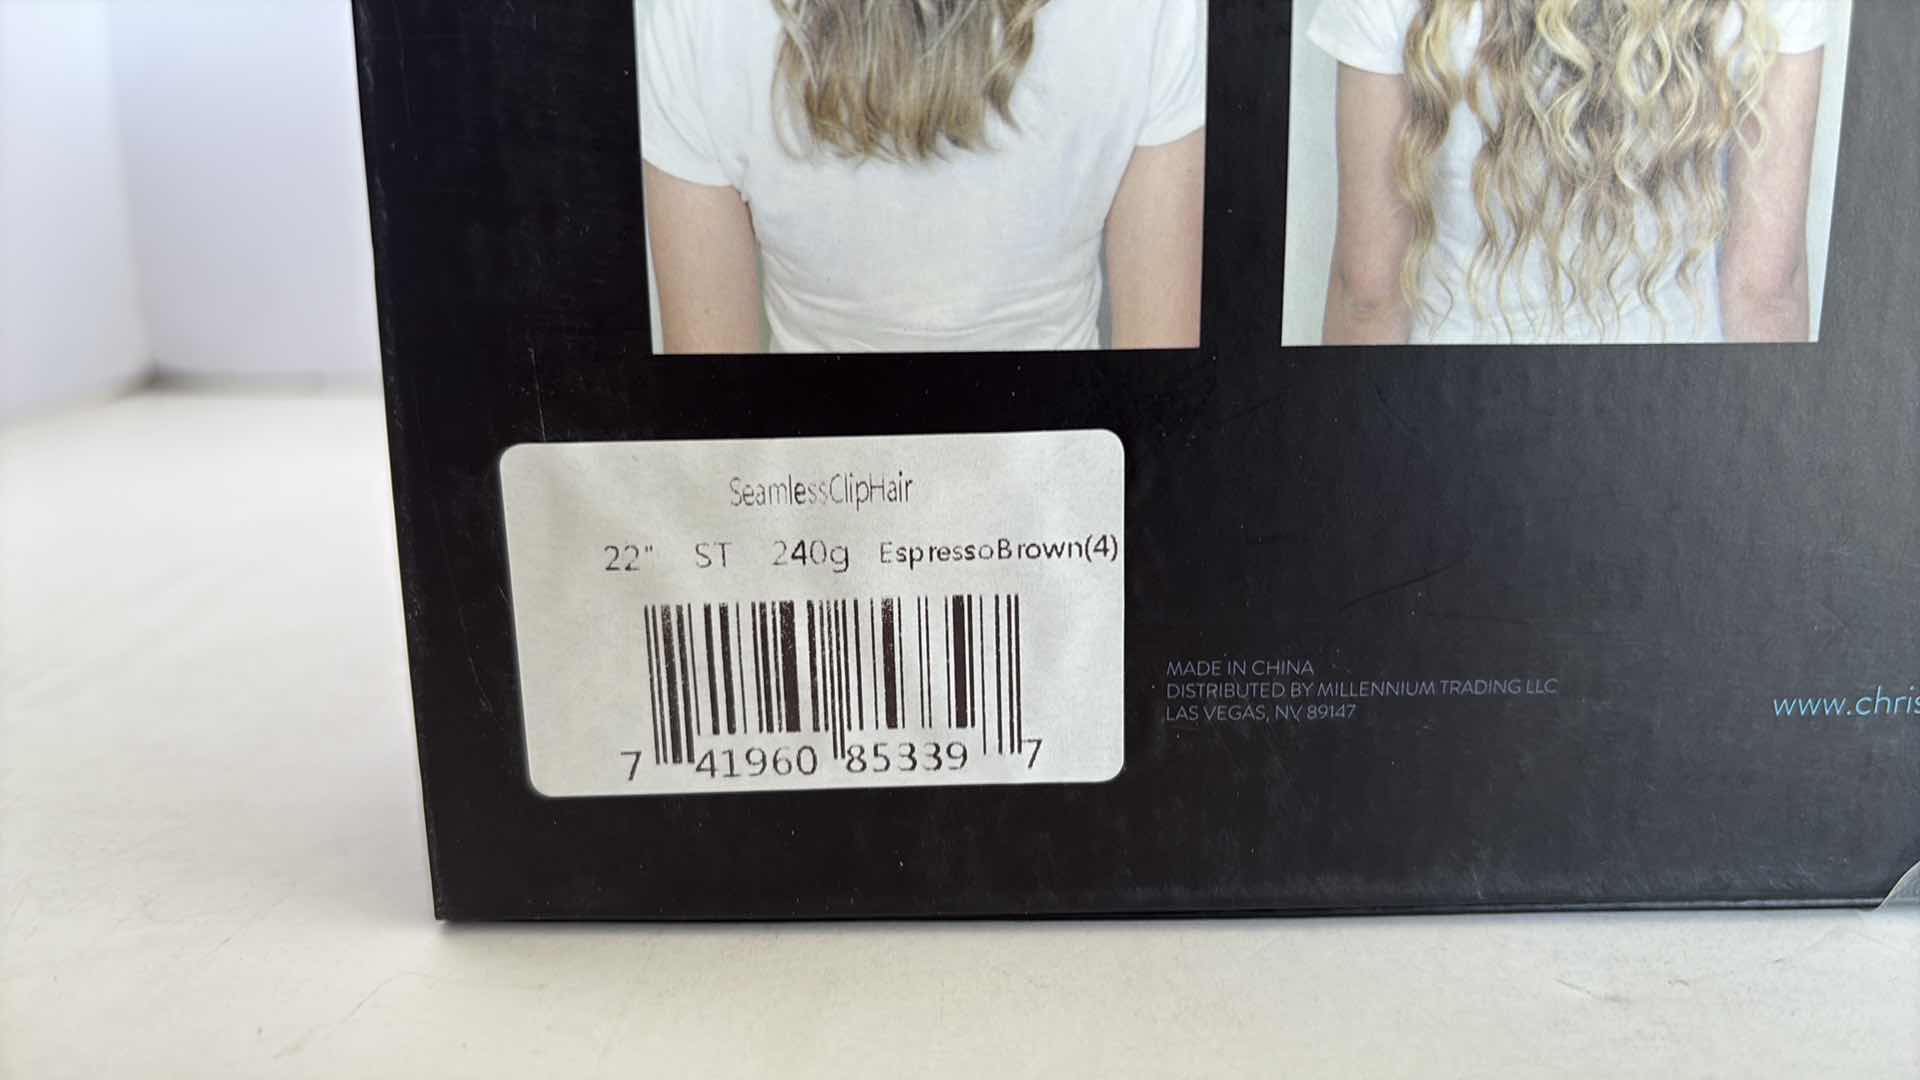 SeamlessClipHair
22" ST 240g EspressoBrown(4)
7 41960 85339 7
MADE IN CHINA
DISTRIBUTED BY MILLENNIUM TRADING LLC
LAS VEGAS, NV 89147
www.chris